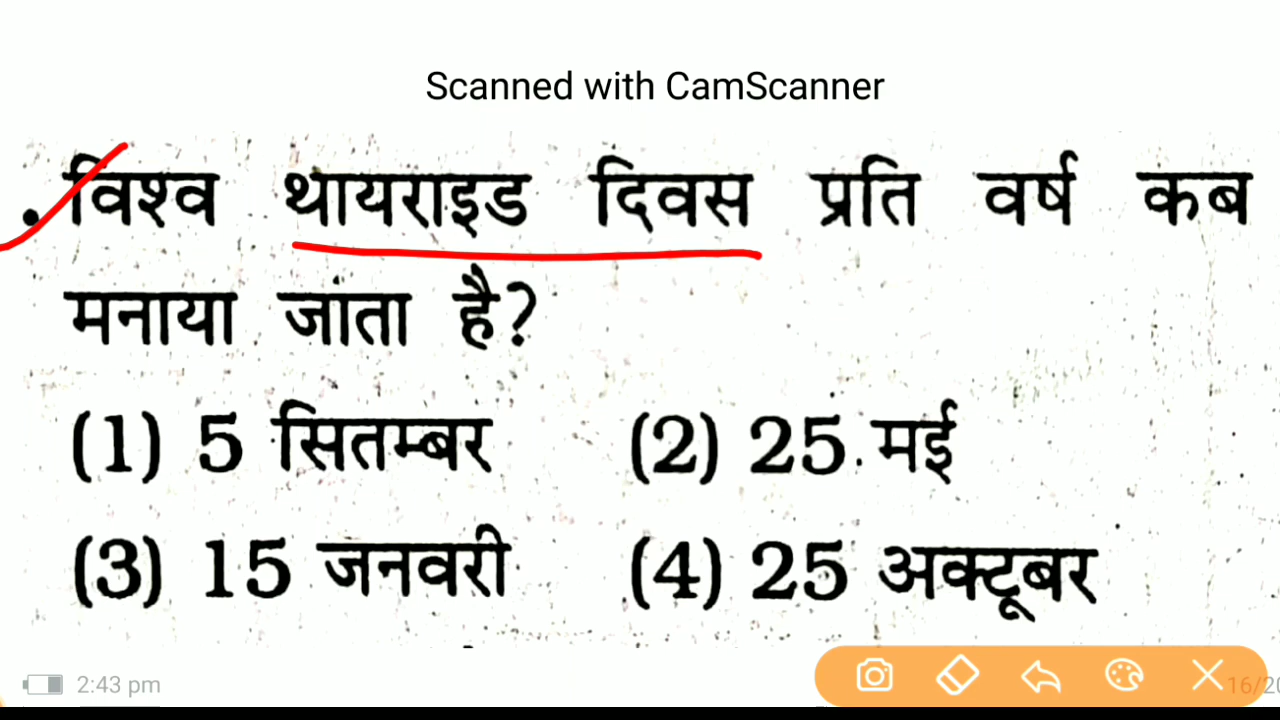 Scanned with CamScanner
. विश्व थायराइड दिवस प्रति वर्ष कब
मनाया जाता है?
(1) 5 सितम्बर (2) 25 मई
(3) 15 जनवरी (4) 25 अक्टूबर
2:43 pm